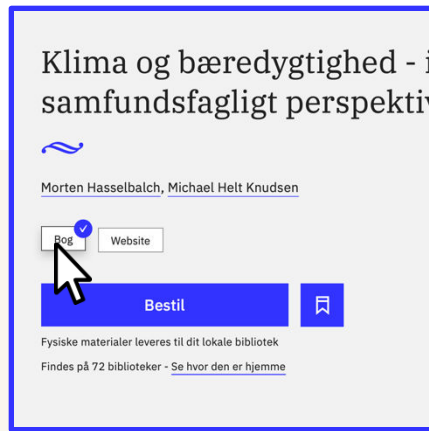 Klima og bæredygtighed - i
samfundsfagligt perspektiv
Morten Hasselbalch, Michael Helt Knudsen
Bog Website
Bestil
Fysiske materialer leveres til dit lokale bibliotek
Findes på 72 biblioteker - Se hvor den er hjemme